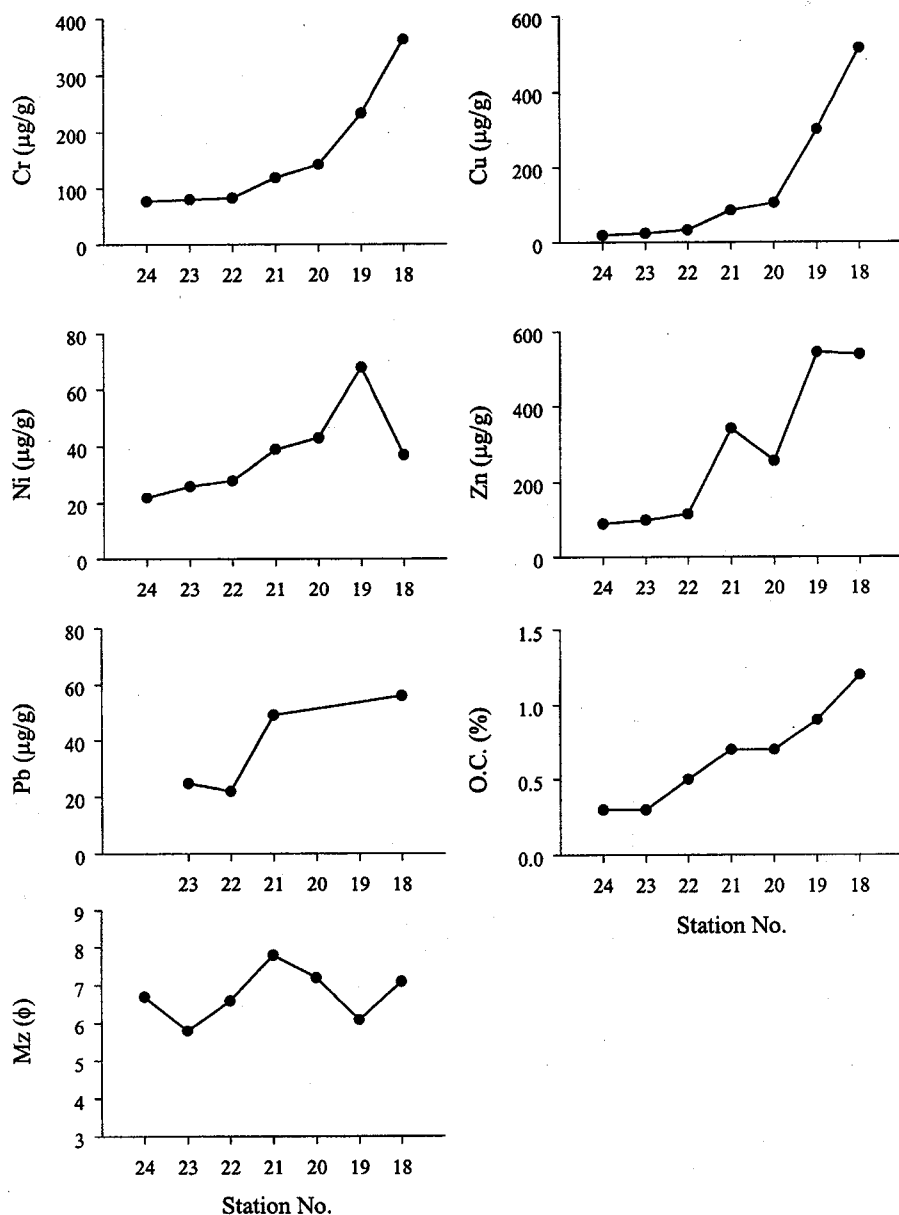 Cr (µg/g)
400
300
200
100
0
24 23 22 21 20 19 18
Cu (µg/g)
600
400
200
0
24 23 22 21 20 19 18
Ni (µg/g)
80
60
40
20
0
24 23 22 21 20 19 18
Zn (µg/g)
600
400
200
0
24 23 22 21 20 19 18
Pb (µg/g)
80
60
40
20
0
23 22 21 20 19 18
O.C. (%)
1.5
1.0
0.5
0.0
24 23 22 21 20 19 18
Station No.
Mz (ϕ)
9
8
7
6
5
4
3
24 23 22 21 20 19 18
Station No.